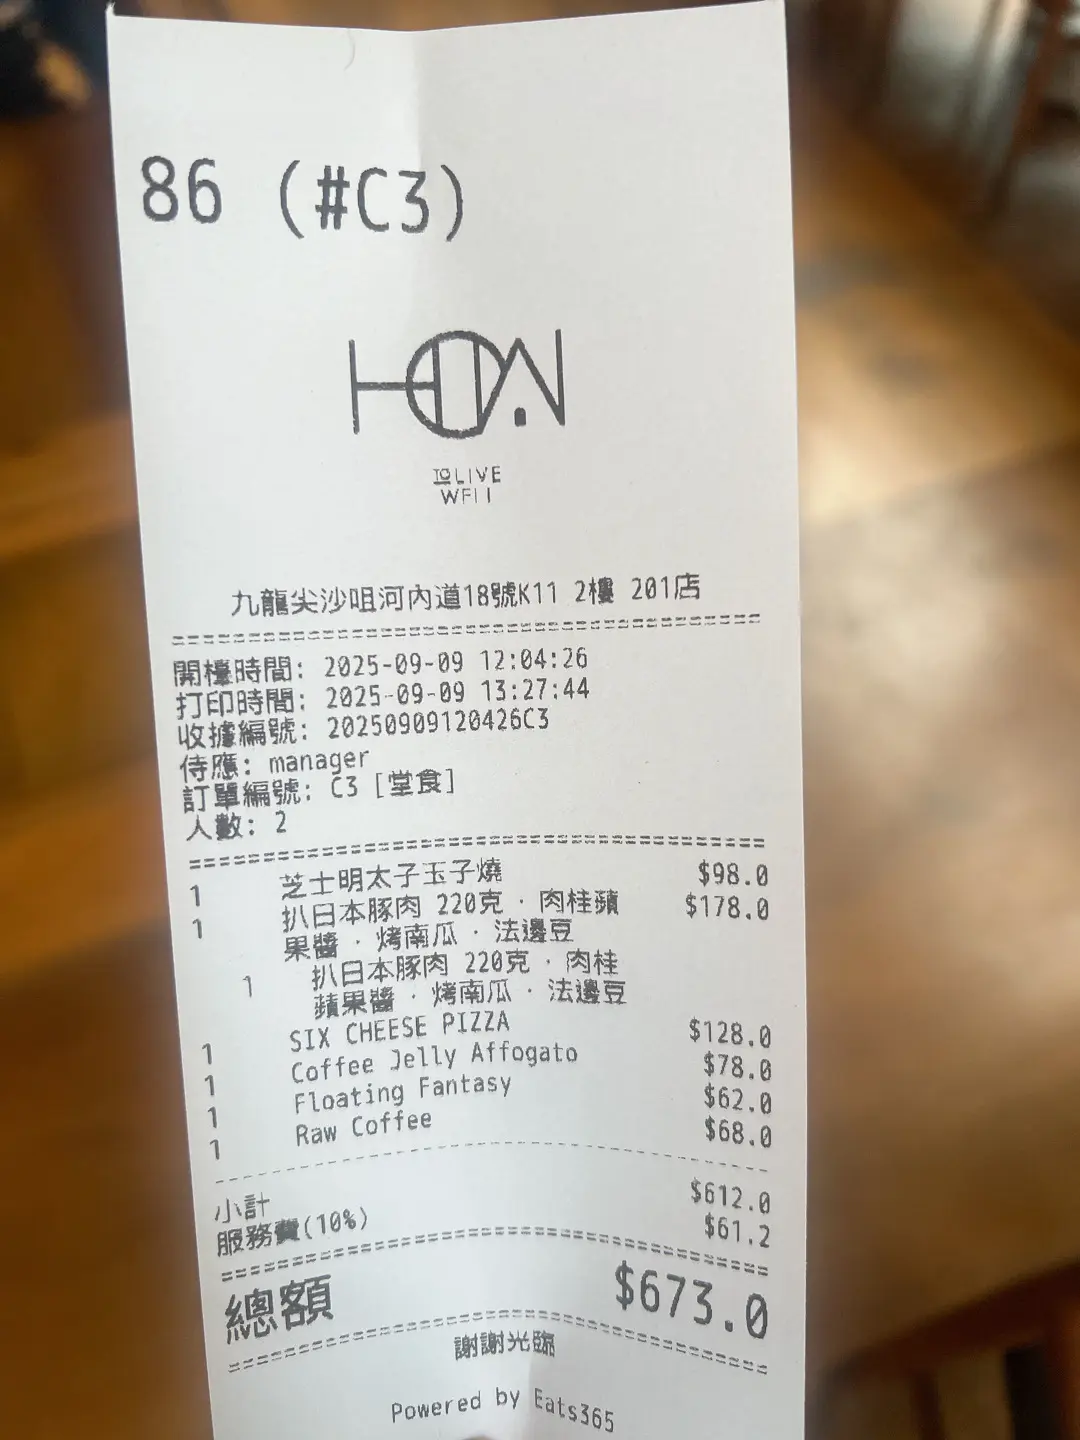 86 (#C3)
HON
TO LIVE
WELL
九龍尖沙咀河內道18號K11 2樓 201店
開檯時間: 2025-09-09 12:04:26
打印時間: 2025-09-09 13:27:44
收據編號: 20250909120426C3
侍應: manager
訂單編號: C3 [堂食]
人數: 2
1 芝士明太子玉子燒 $98.0
1 扒日本豚肉 220克 · 肉桂蘋 $178.0
果醬 · 烤南瓜 · 法邊豆
1 扒日本豚肉 220克 · 肉桂
蘋果醬 · 烤南瓜 · 法邊豆
1 SIX CHEESE PIZZA $128.0
1 Coffee Jelly Affogato $78.0
1 Floating Fantasy $62.0
1 Raw Coffee $68.0
小計 $612.0
服務費(10%) $61.2
總額 $673.0
謝謝光臨
Powered by Eats365